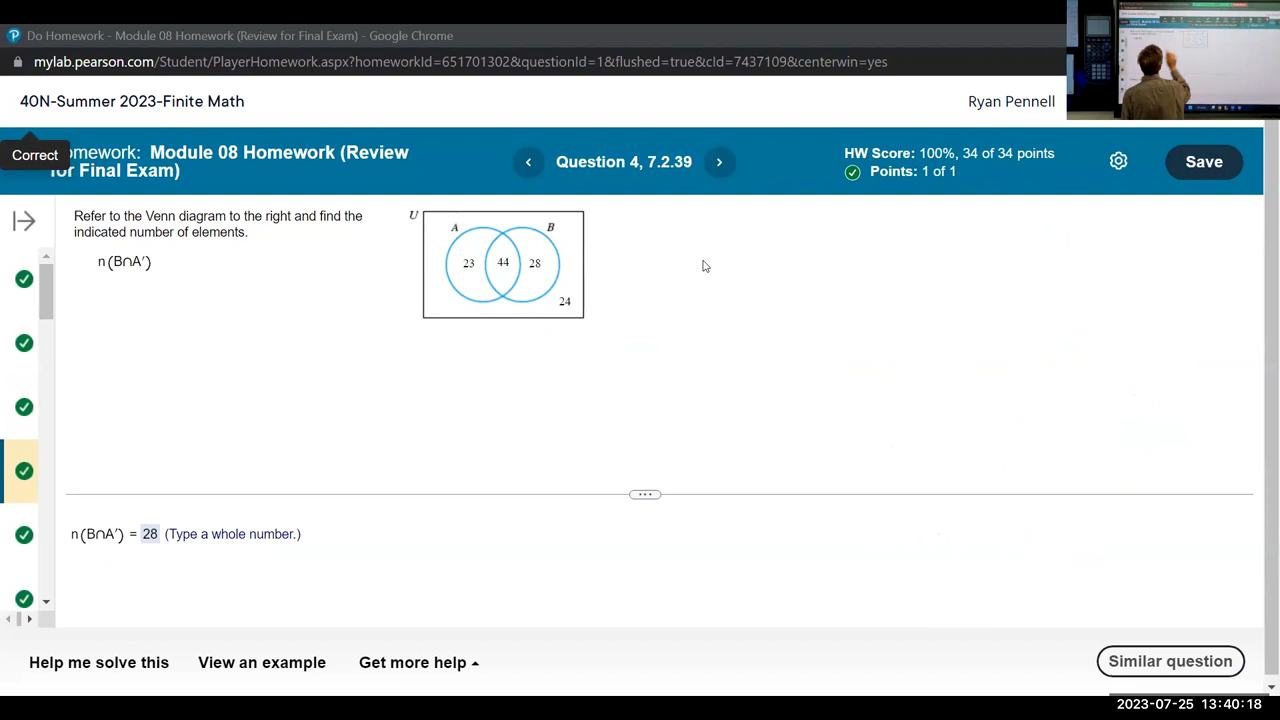 Do Homework - Module 08 Homework (Review for Final Exam) - Google Ch
mylab.pearson.com/Student/PlayerHomework.aspx?homeworkId=651701302&questionId=1&flushed=true&cId=7437109&centerwin=yes
40N-Summer 2023-Finite Math
Ryan Pennell
Correct
omework: Module 08 Homework (Review
for Final Exam)
Question 4, 7.2.39
HW Score: 100%, 34 of 34 points
Points: 1 of 1
Save
Refer to the Venn diagram to the right and find the
indicated number of elements.
n(B∩A′)
U
A
B
23
44
28
24
n(B∩A′) = 28 (Type a whole number.)
Help me solve this
View an example
Get more help
Similar question
2023-07-25 13:40:18